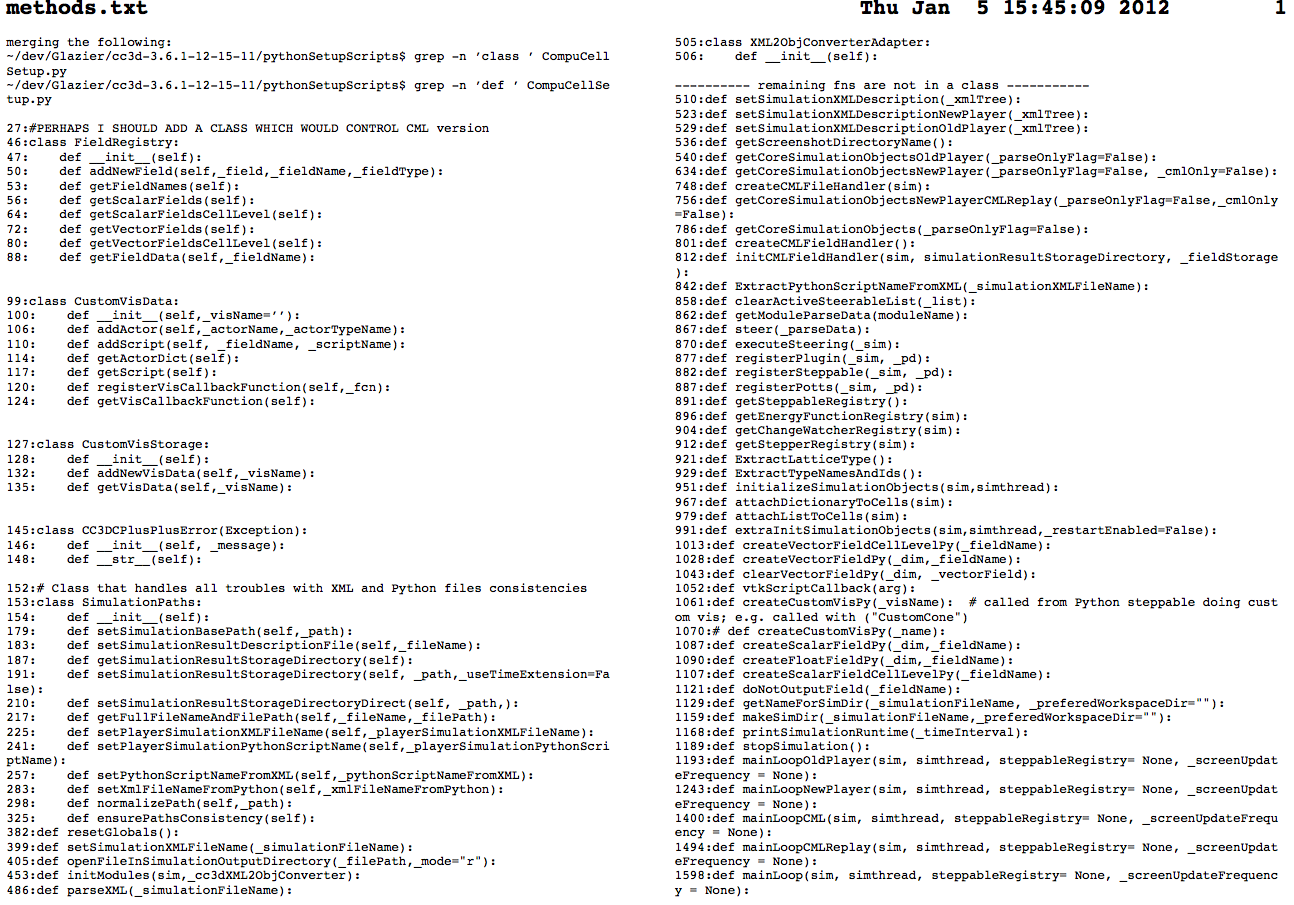 methods.txt
Thu Jan  5 15:45:09 2012
1
merging the following:
~/dev/Glazier/cc3d-3.6.1-12-15-11/pythonSetupScripts$ grep -n ’class ’ CompuCell
Setup.py
~/dev/Glazier/cc3d-3.6.1-12-15-11/pythonSetupScripts$ grep -n ’def ’ CompuCellSe
tup.py
27:#PERHAPS I SHOULD ADD A CLASS WHICH WOULD CONTROL CML version
46:class FieldRegistry:
47:    def __init__(self):
50:    def addNewField(self,_field,_fieldName,_fieldType):
53:    def getFieldNames(self):
56:    def getScalarFields(self):
64:    def getScalarFieldsCellLevel(self):
72:    def getVectorFields(self):
80:    def getVectorFieldsCellLevel(self):
88:    def getFieldData(self,_fieldName):
99:class CustomVisData:
100:    def __init__(self,_visName=’’):
106:    def addActor(self,_actorName,_actorTypeName):
110:    def addScript(self, _fieldName, _scriptName):
114:    def getActorDict(self):
117:    def getScript(self):
120:    def registerVisCallbackFunction(self,_fcn):
124:    def getVisCallbackFunction(self):
127:class CustomVisStorage:
128:    def __init__(self):
132:    def addNewVisData(self,_visName):
135:    def getVisData(self,_visName):
145:class CC3DCPlusPlusError(Exception):
146:    def __init__(self, _message):
148:    def __str__(self):
152:# Class that handles all troubles with XML and Python files consistencies
153:class SimulationPaths:
154:    def __init__(self):
179:    def setSimulationBasePath(self,_path):
183:    def setSimulationResultDescriptionFile(self,_fileName):
187:    def getSimulationResultStorageDirectory(self):
191:    def setSimulationResultStorageDirectory(self, _path,_useTimeExtension=Fa
lse):
210:    def setSimulationResultStorageDirectoryDirect(self, _path,):
217:    def getFullFileNameAndFilePath(self,_fileName,_filePath):
225:    def setPlayerSimulationXMLFileName(self,_playerSimulationXMLFileName):
241:    def setPlayerSimulationPythonScriptName(self,_playerSimulationPythonScri
ptName):
257:    def setPythonScriptNameFromXML(self,_pythonScriptNameFromXML):
283:    def setXmlFileNameFromPython(self,_xmlFileNameFromPython):
298:    def normalizePath(self,_path):
325:    def ensurePathsConsistency(self):
382:def resetGlobals():
399:def setSimulationXMLFileName(_simulationFileName):
405:def openFileInSimulationOutputDirectory(_filePath,_mode="r"):
453:def initModules(sim,_cc3dXML2ObjConverter):
486:def parseXML(_simulationFileName):
505:class XML2ObjConverterAdapter:
506:    def __init__(self):
---------- remaining fns are not in a class -----------
510:def setSimulationXMLDescription(_xmlTree):
523:def setSimulationXMLDescriptionNewPlayer(_xmlTree):
529:def setSimulationXMLDescriptionOldPlayer(_xmlTree):
536:def getScreenshotDirectoryName():
540:def getCoreSimulationObjectsOldPlayer(_parseOnlyFlag=False):
634:def getCoreSimulationObjectsNewPlayer(_parseOnlyFlag=False, _cmlOnly=False):
748:def createCMLFileHandler(sim):
756:def getCoreSimulationObjectsNewPlayerCMLReplay(_parseOnlyFlag=False,_cmlOnly
=False):
786:def getCoreSimulationObjects(_parseOnlyFlag=False):
801:def createCMLFieldHandler():
812:def initCMLFieldHandler(sim, simulationResultStorageDirectory, _fieldStorage
):
842:def ExtractPythonScriptNameFromXML(_simulationXMLFileName):
858:def clearActiveSteerableList(_list):
862:def getModuleParseData(moduleName):
867:def steer(_parseData):
870:def executeSteering(_sim):
877:def registerPlugin(_sim, _pd):
882:def registerSteppable(_sim, _pd):
887:def registerPotts(_sim, _pd):
891:def getSteppableRegistry():
896:def getEnergyFunctionRegistry(sim):
904:def getChangeWatcherRegistry(sim):
912:def getStepperRegistry(sim):
921:def ExtractLatticeType():
929:def ExtractTypeNamesAndIds():
951:def initializeSimulationObjects(sim,simthread):
967:def attachDictionaryToCells(sim):
979:def attachListToCells(sim):
991:def extraInitSimulationObjects(sim,simthread,_restartEnabled=False):
1013:def createVectorFieldCellLevelPy(_fieldName):
1028:def createVectorFieldPy(_dim,_fieldName):
1043:def clearVectorFieldPy(_dim, _vectorField):
1052:def vtkScriptCallback(arg):
1061:def createCustomVisPy(_visName):  # called from Python steppable doing cust
om vis; e.g. called with ("CustomCone")
1070:# def createCustomVisPy(_name):
1087:def createScalarFieldPy(_dim,_fieldName):
1090:def createFloatFieldPy(_dim,_fieldName):
1107:def createScalarFieldCellLevelPy(_fieldName):
1121:def doNotOutputField(_fieldName):
1129:def getNameForSimDir(_simulationFileName, _preferedWorkspaceDir=""):
1159:def makeSimDir(_simulationFileName,_preferedWorkspaceDir=""):
1168:def printSimulationRuntime(_timeInterval):
1189:def stopSimulation():
1193:def mainLoopOldPlayer(sim, simthread, steppableRegistry= None, _screenUpdat
eFrequency = None):
1243:def mainLoopNewPlayer(sim, simthread, steppableRegistry= None, _screenUpdat
eFrequency = None):
1400:def mainLoopCML(sim, simthread, steppableRegistry= None, _screenUpdateFrequ
ency = None):
1494:def mainLoopCMLReplay(sim, simthread, steppableRegistry= None, _screenUpdat
eFrequency = None):
1598:def mainLoop(sim, simthread, steppableRegistry= None, _screenUpdateFrequenc
y = None):